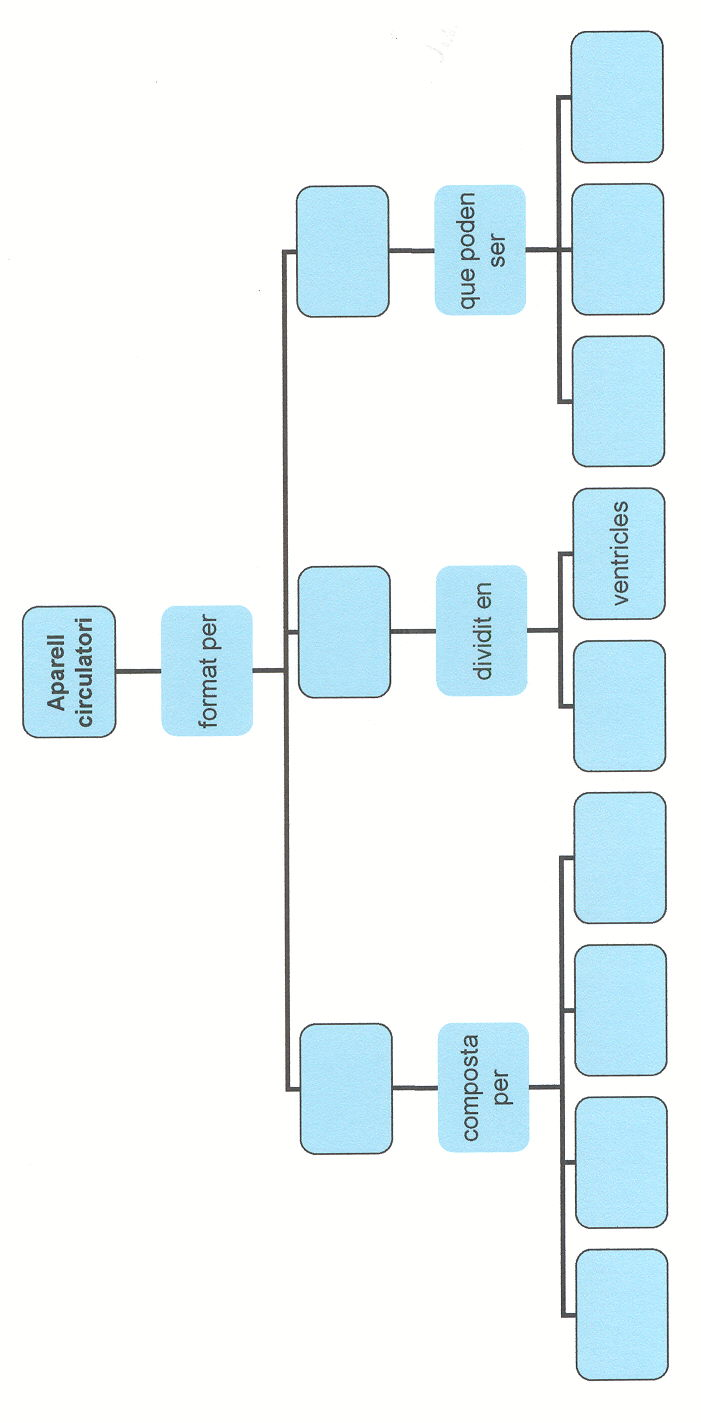 Aparell
circulatori
format per
composta
per
dividit en
que poden
ser
ventricles